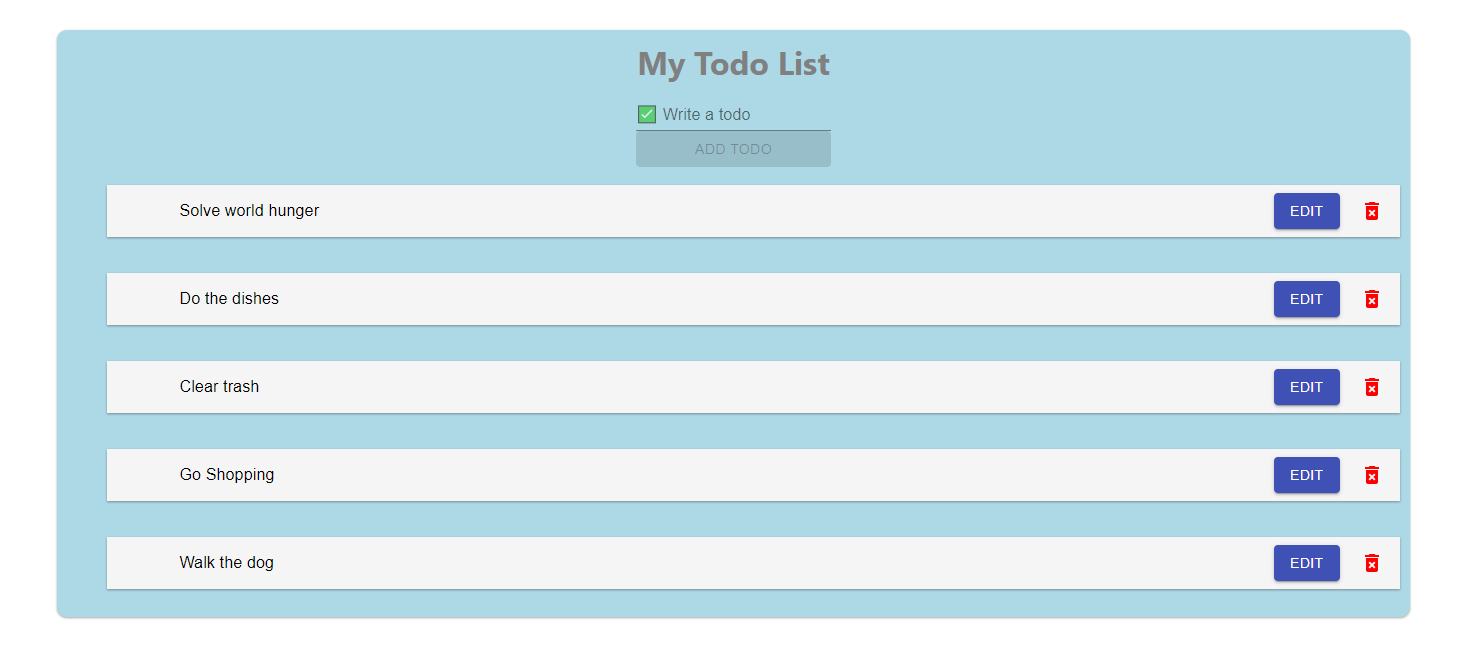 My Todo List
✅ Write a todo
ADD TODO
Solve world hunger EDIT
Do the dishes EDIT
Clear trash EDIT
Go Shopping EDIT
Walk the dog EDIT